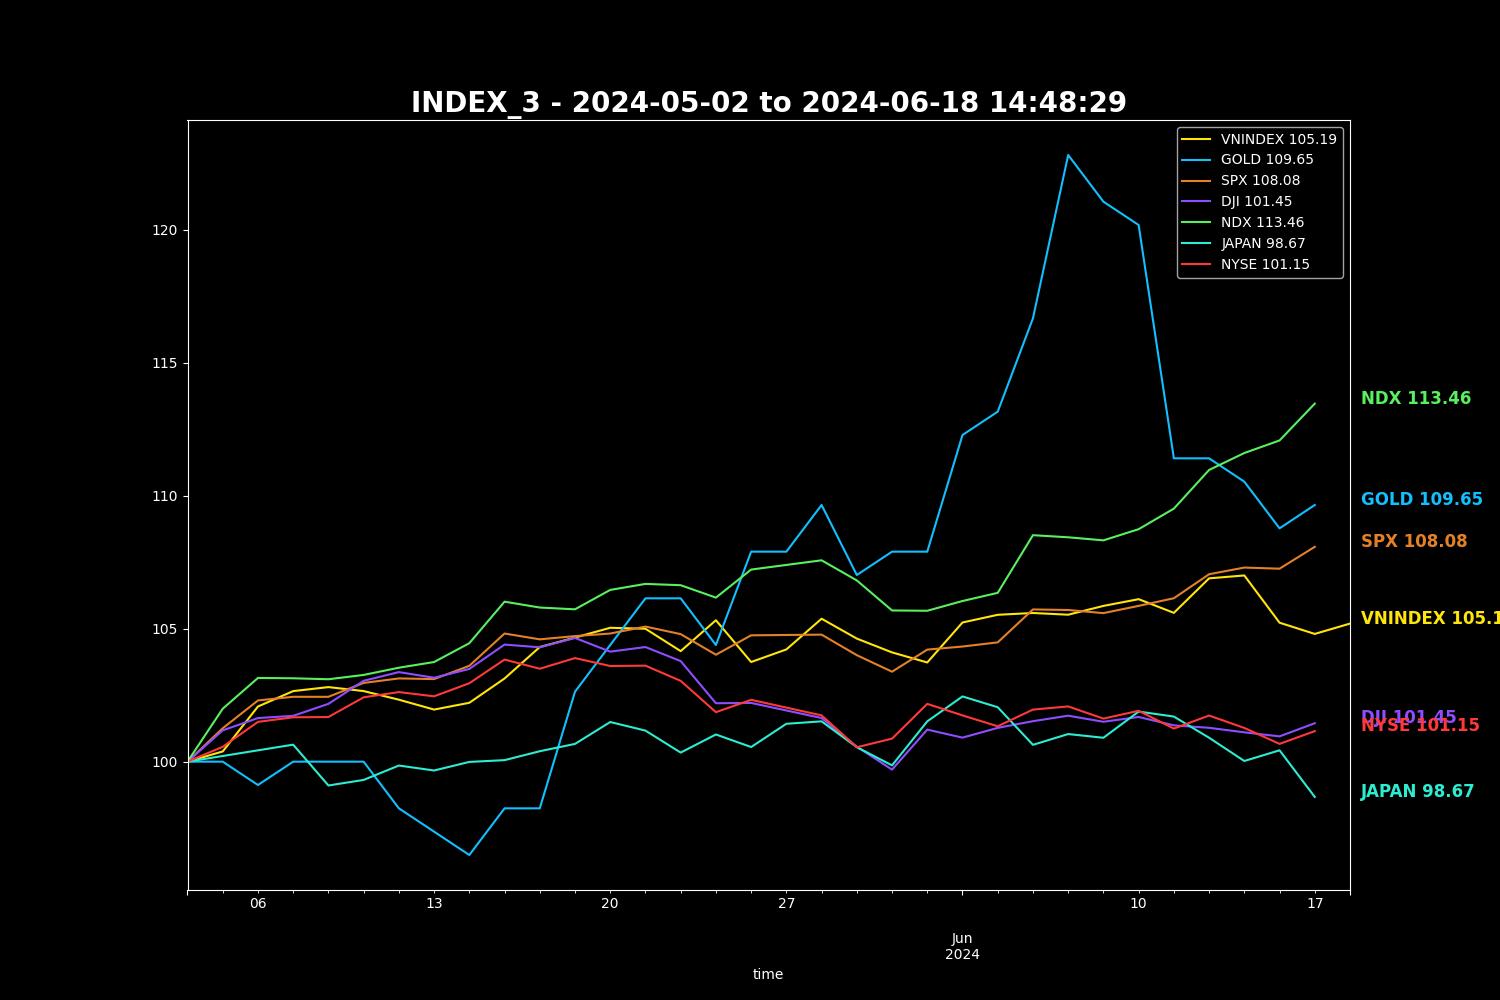 INDEX_3 - 2024-05-02 to 2024-06-18 14:48:29
VNINDEX 105.19
GOLD 109.65
SPX 108.08
DJI 101.45
NDX 113.46
JAPAN 98.67
NYSE 101.15
120
115
110
105
100
NDX 113.46
GOLD 109.65
SPX 108.08
VNINDEX 105.1
DJI 101.45
NYSE 101.15
JAPAN 98.67
06 13 20 27 10 17
Jun
2024
time